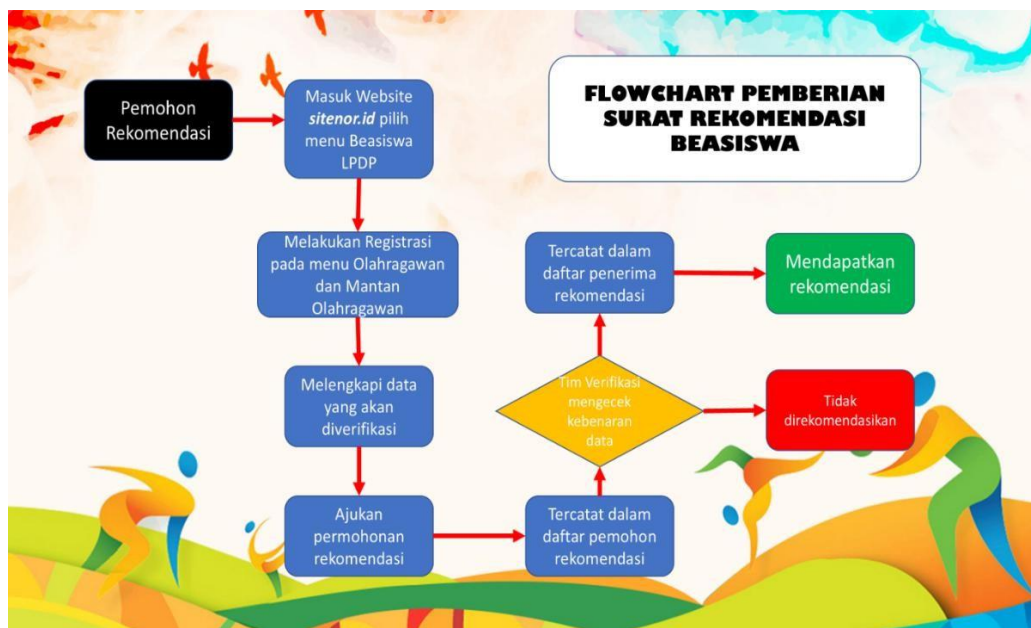 FLOWCHART PEMBERIAN
SURAT REKOMENDASI
BEASISWA
Pemohon
Rekomendasi
Masuk Website
sitenor.id pilih
menu Beasiswa
LPDP
Melakukan Registrasi
pada menu Olahragawan
dan Mantan
Olahragawan
Melengkapi data
yang akan
diverifikasi
Ajukan
permohonan
rekomendasi
Tercatat dalam
daftar pemohon
rekomendasi
Tim Verifikasi
mengecek
kebenaran
data
Tercatat dalam
daftar penerima
rekomendasi
Mendapatkan
rekomendasi
Tidak
direkomendasikan